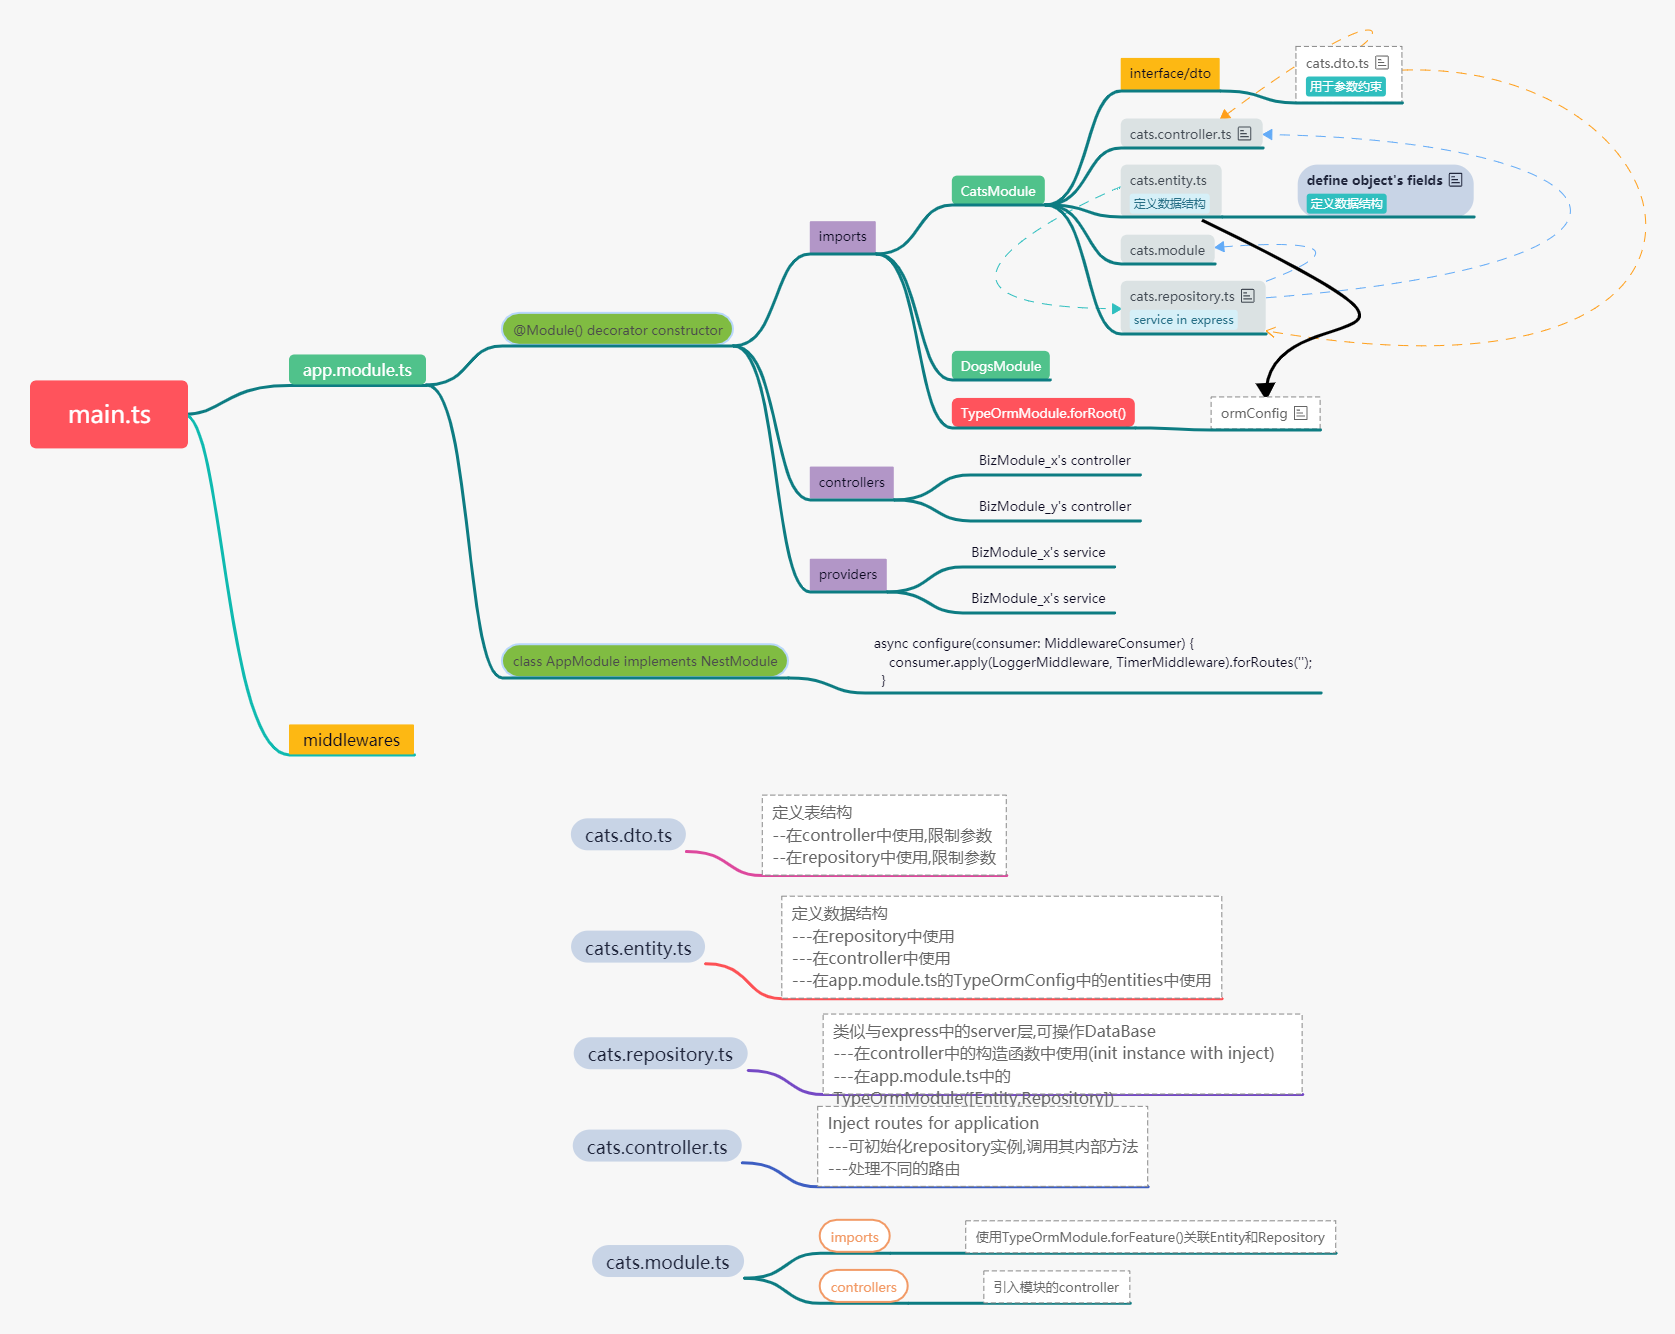 main.ts
app.module.ts
@Module() decorator constructor
imports
CatsModule
interface/dto
cats.dto.ts
用于参数约束
cats.controller.ts
cats.entity.ts
定义数据结构
define object's fields
定义数据结构
cats.module
cats.repository.ts
service in express
DogsModule
TypeOrmModule.forRoot()
ormConfig
controllers
BizModule_x's controller
BizModule_y's controller
providers
BizModule_x's service
BizModule_x's service
class AppModule implements NestModule
async configure(consumer: MiddlewareConsumer) {
consumer.apply(LoggerMiddleware, TimerMiddleware).forRoutes('');
}
middlewares
cats.dto.ts
定义表结构
--在controller中使用,限制参数
--在repository中使用,限制参数
cats.entity.ts
定义数据结构
---在repository中使用
---在controller中使用
---在app.module.ts的TypeOrmConfig中的entities中使用
cats.repository.ts
类似与express中的server层,可操作DataBase
---在controller中的构造函数中使用(init instance with inject)
---在app.module.ts中的
TypeOrmModule([Entity,Repository])
cats.controller.ts
Inject routes for application
---可初始化repository实例,调用其内部方法
---处理不同的路由
cats.module.ts
imports
使用TypeOrmModule.forFeature()关联Entity和Repository
controllers
引入模块的controller